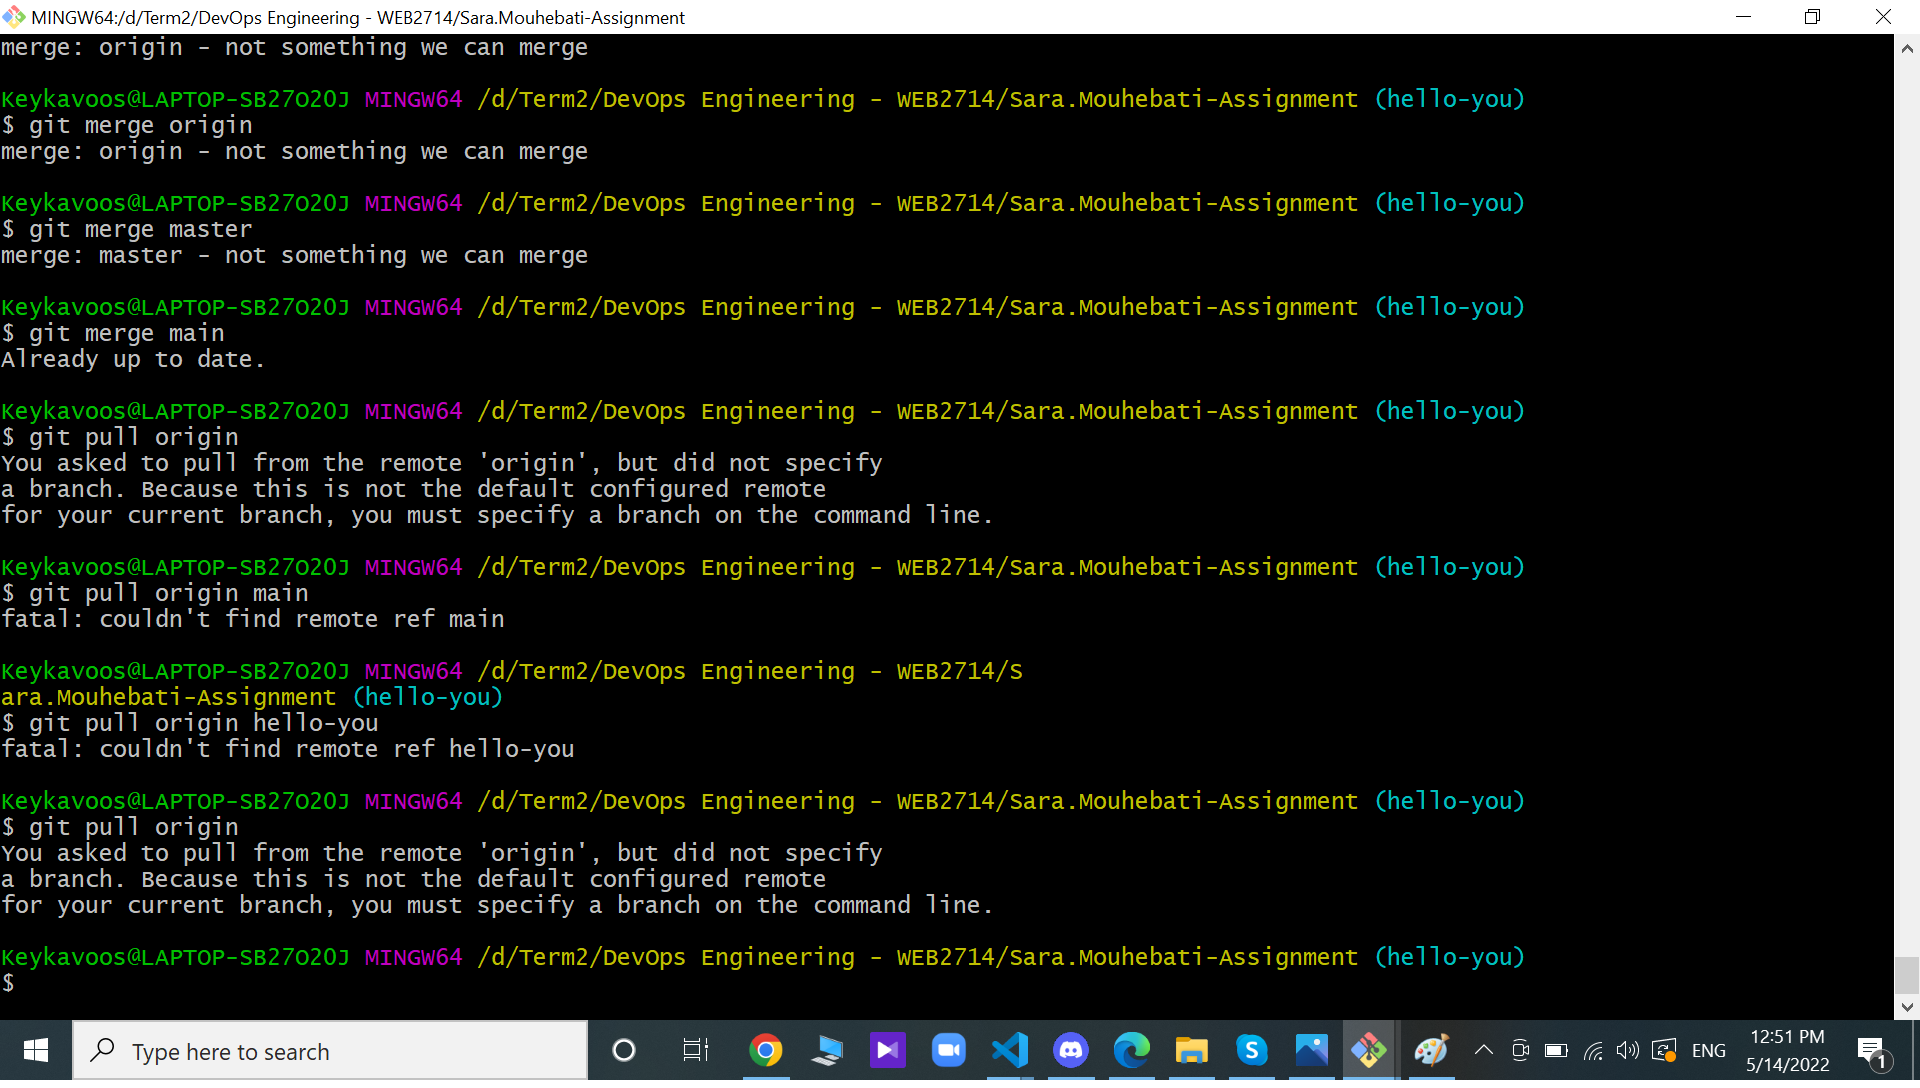 MINGW64:/d/Term2/DevOps Engineering - WEB2714/Sara.Mouhebati-Assignment
merge: origin - not something we can merge
Keykavoos@LAPTOP-SB27O2OJ MINGW64 /d/Term2/DevOps Engineering - WEB2714/Sara.Mouhebati-Assignment (hello-you)
$ git merge origin
merge: origin - not something we can merge
Keykavoos@LAPTOP-SB27O2OJ MINGW64 /d/Term2/DevOps Engineering - WEB2714/Sara.Mouhebati-Assignment (hello-you)
$ git merge master
merge: master - not something we can merge
Keykavoos@LAPTOP-SB27O2OJ MINGW64 /d/Term2/DevOps Engineering - WEB2714/Sara.Mouhebati-Assignment (hello-you)
$ git merge main
Already up to date.
Keykavoos@LAPTOP-SB27O2OJ MINGW64 /d/Term2/DevOps Engineering - WEB2714/Sara.Mouhebati-Assignment (hello-you)
$ git pull origin
You asked to pull from the remote 'origin', but did not specify
a branch. Because this is not the default configured remote
for your current branch, you must specify a branch on the command line.
Keykavoos@LAPTOP-SB27O2OJ MINGW64 /d/Term2/DevOps Engineering - WEB2714/Sara.Mouhebati-Assignment (hello-you)
$ git pull origin main
fatal: couldn't find remote ref main
Keykavoos@LAPTOP-SB27O2OJ MINGW64 /d/Term2/DevOps Engineering - WEB2714/S
ara.Mouhebati-Assignment (hello-you)
$ git pull origin hello-you
fatal: couldn't find remote ref hello-you
Keykavoos@LAPTOP-SB27O2OJ MINGW64 /d/Term2/DevOps Engineering - WEB2714/Sara.Mouhebati-Assignment (hello-you)
$ git pull origin
You asked to pull from the remote 'origin', but did not specify
a branch. Because this is not the default configured remote
for your current branch, you must specify a branch on the command line.
Keykavoos@LAPTOP-SB27O2OJ MINGW64 /d/Term2/DevOps Engineering - WEB2714/Sara.Mouhebati-Assignment (hello-you)
$
Type here to search
ENG
12:51 PM
5/14/2022
1